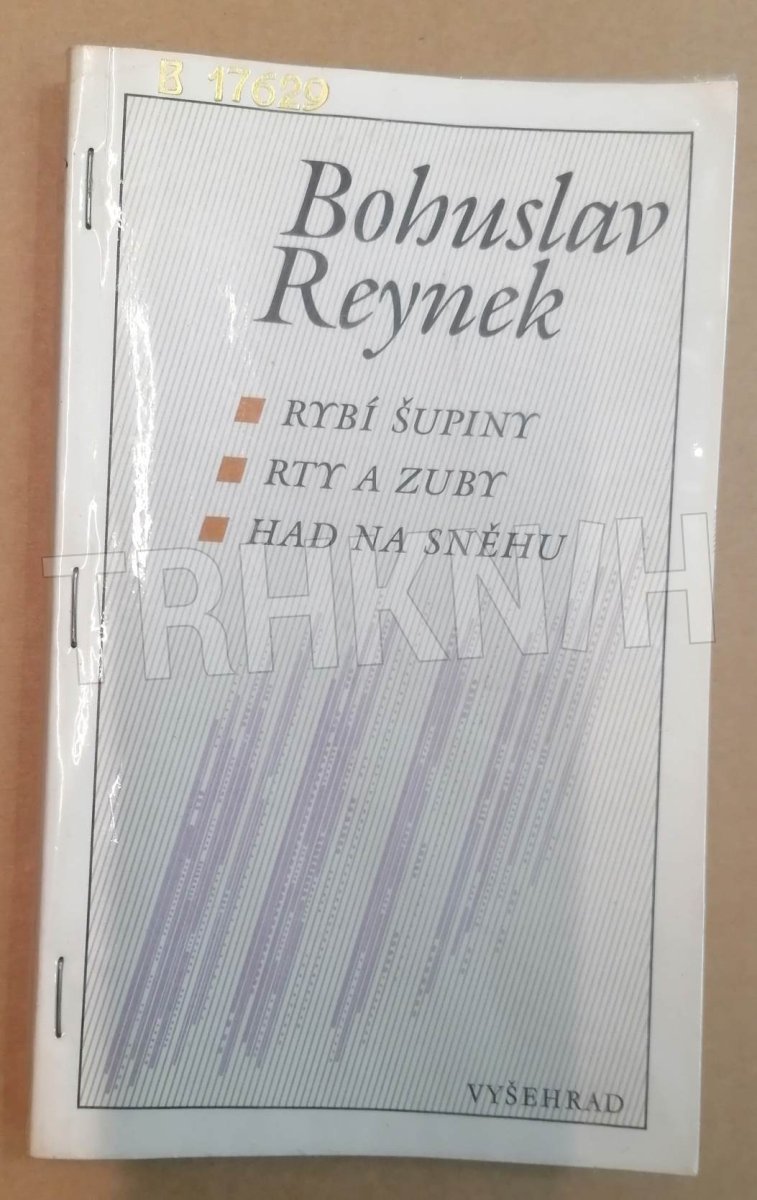 B 17629
Bohuslav
Reynek
RYBÍ ŠUPINY
RTY A ZUBY
HAD NA SNĚHU
TRHKNIH
VYŠEHRAD